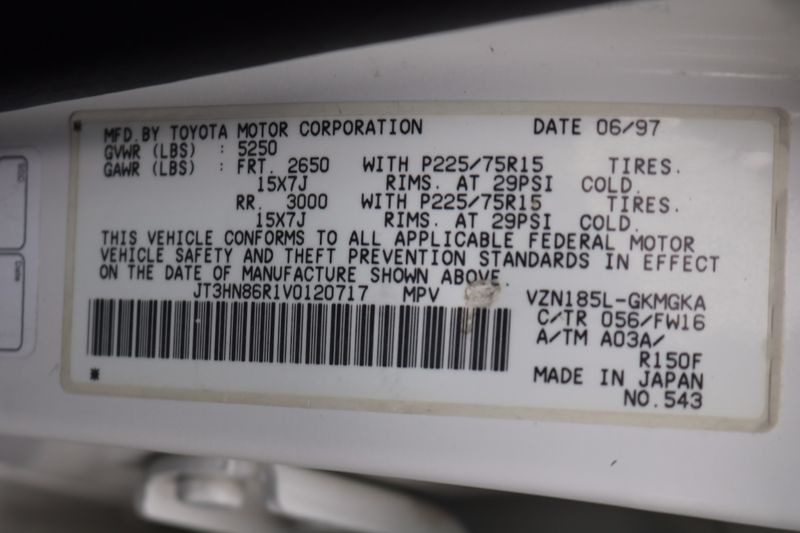 MFD. BY TOYOTA MOTOR CORPORATION DATE 06/97
GVWR (LBS) : 5250
GAWR (LBS) : FRT. 2650 WITH P225/75R15 TIRES.
15X7J RIMS. AT 29PSI COLD.
RR. 3000 WITH P225/75R15 TIRES.
15X7J RIMS. AT 29PSI COLD.
THIS VEHICLE CONFORMS TO ALL APPLICABLE FEDERAL MOTOR
VEHICLE SAFETY AND THEFT PREVENTION STANDARDS IN EFFECT
ON THE DATE OF MANUFACTURE SHOWN ABOVE
JT3HN86R1V0120717 MPV VZN185L-GKMGKA
C/TR 056/FW16
A/TM A03A/
R150F
MADE IN JAPAN
NO.543